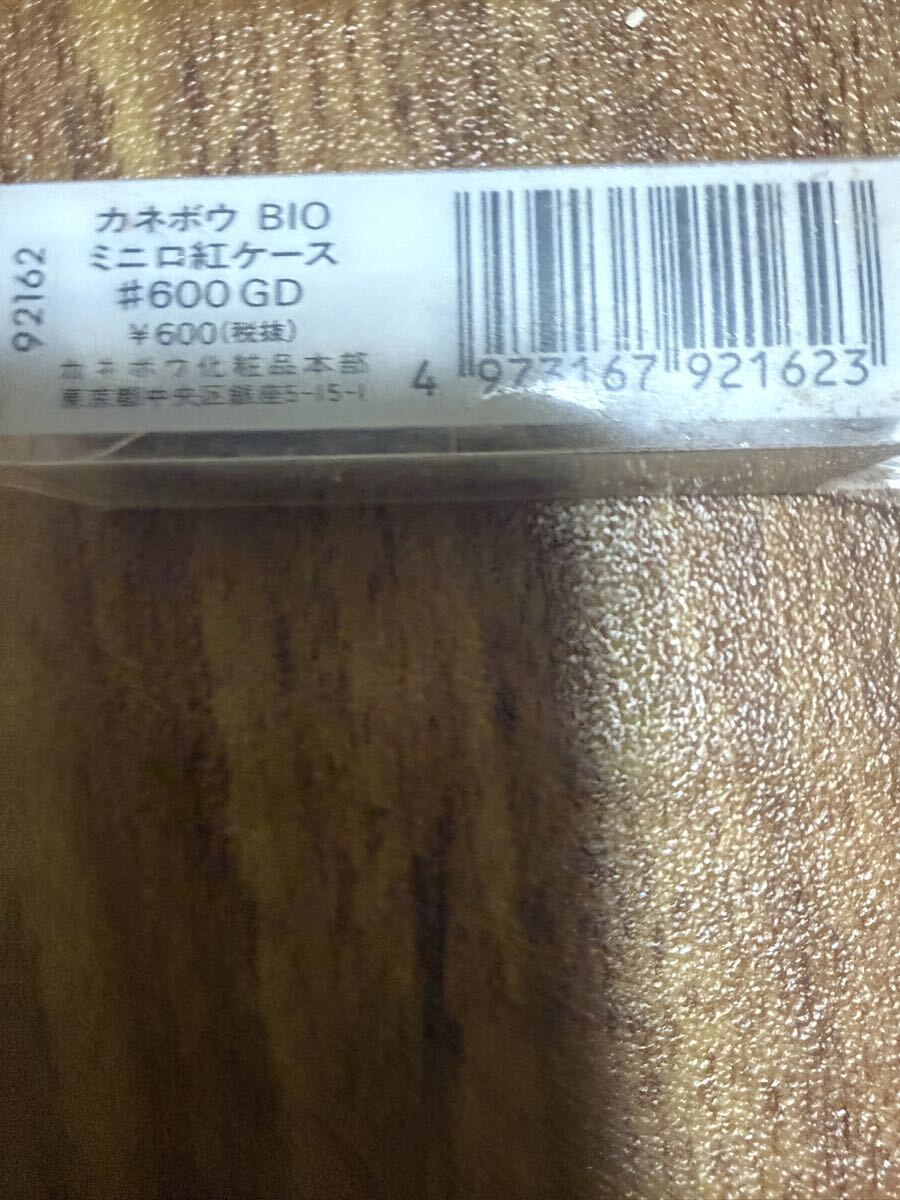 カネボウ BIO
ミニ口紅ケース
#600 GD
¥600(税抜)
カネボウ化粧品本部
東京都中央区銀座5-15-1
92162
4 973167 921623